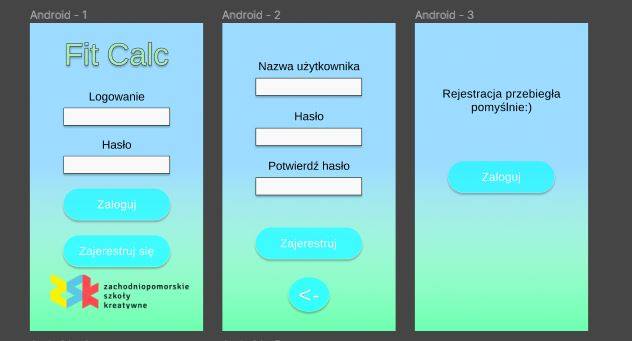 Android - 1
Fit Calc
Logowanie
Hasło
Zaloguj
Zajerestruj się
zachodniopomorskie
szkoły
kreatywne
Android - 2
Nazwa użytkownika
Hasło
Potwierdź hasło
Zajerestruj
<-
Android - 3
Rejestracja przebiegła
pomyślnie:)
Zaloguj